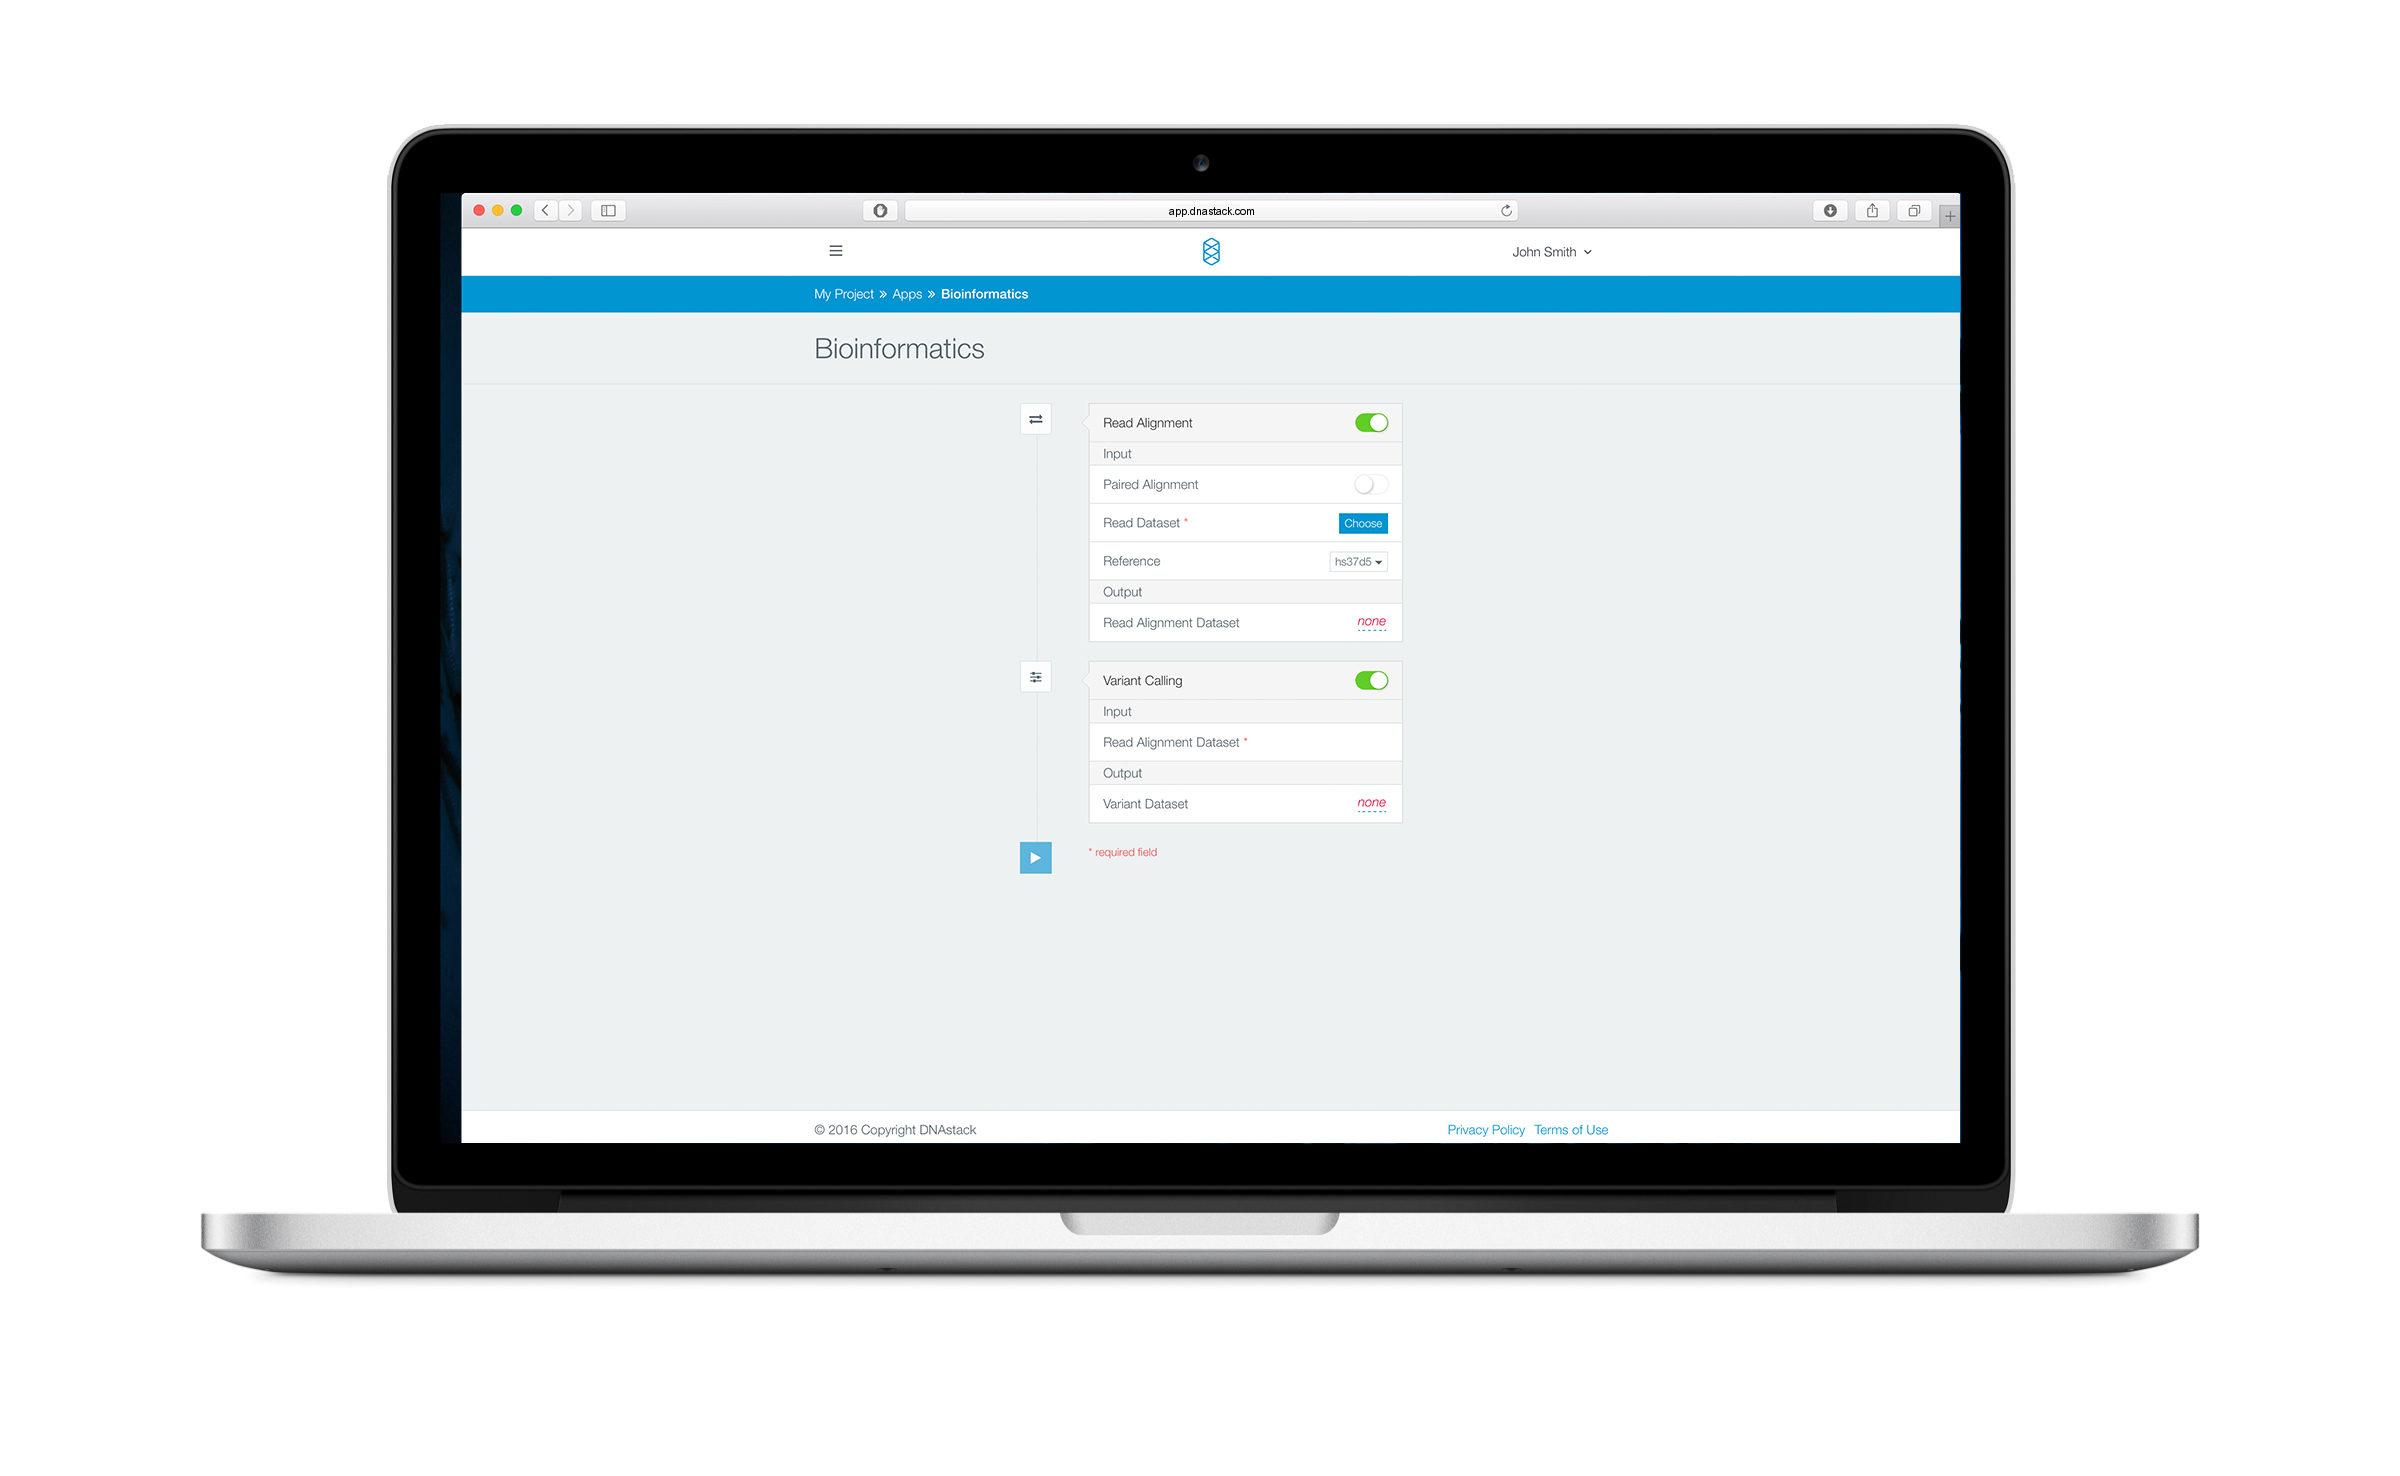 app.dnastack.com
John Smith
My Project » Apps » Bioinformatics
Bioinformatics
Read Alignment
Input
Paired Alignment
Read Dataset * Choose
Reference hs37d5
Output
Read Alignment Dataset none
Variant Calling
Input
Read Alignment Dataset *
Output
Variant Dataset none
* required field
© 2016 Copyright DNAstack Privacy Policy Terms of Use